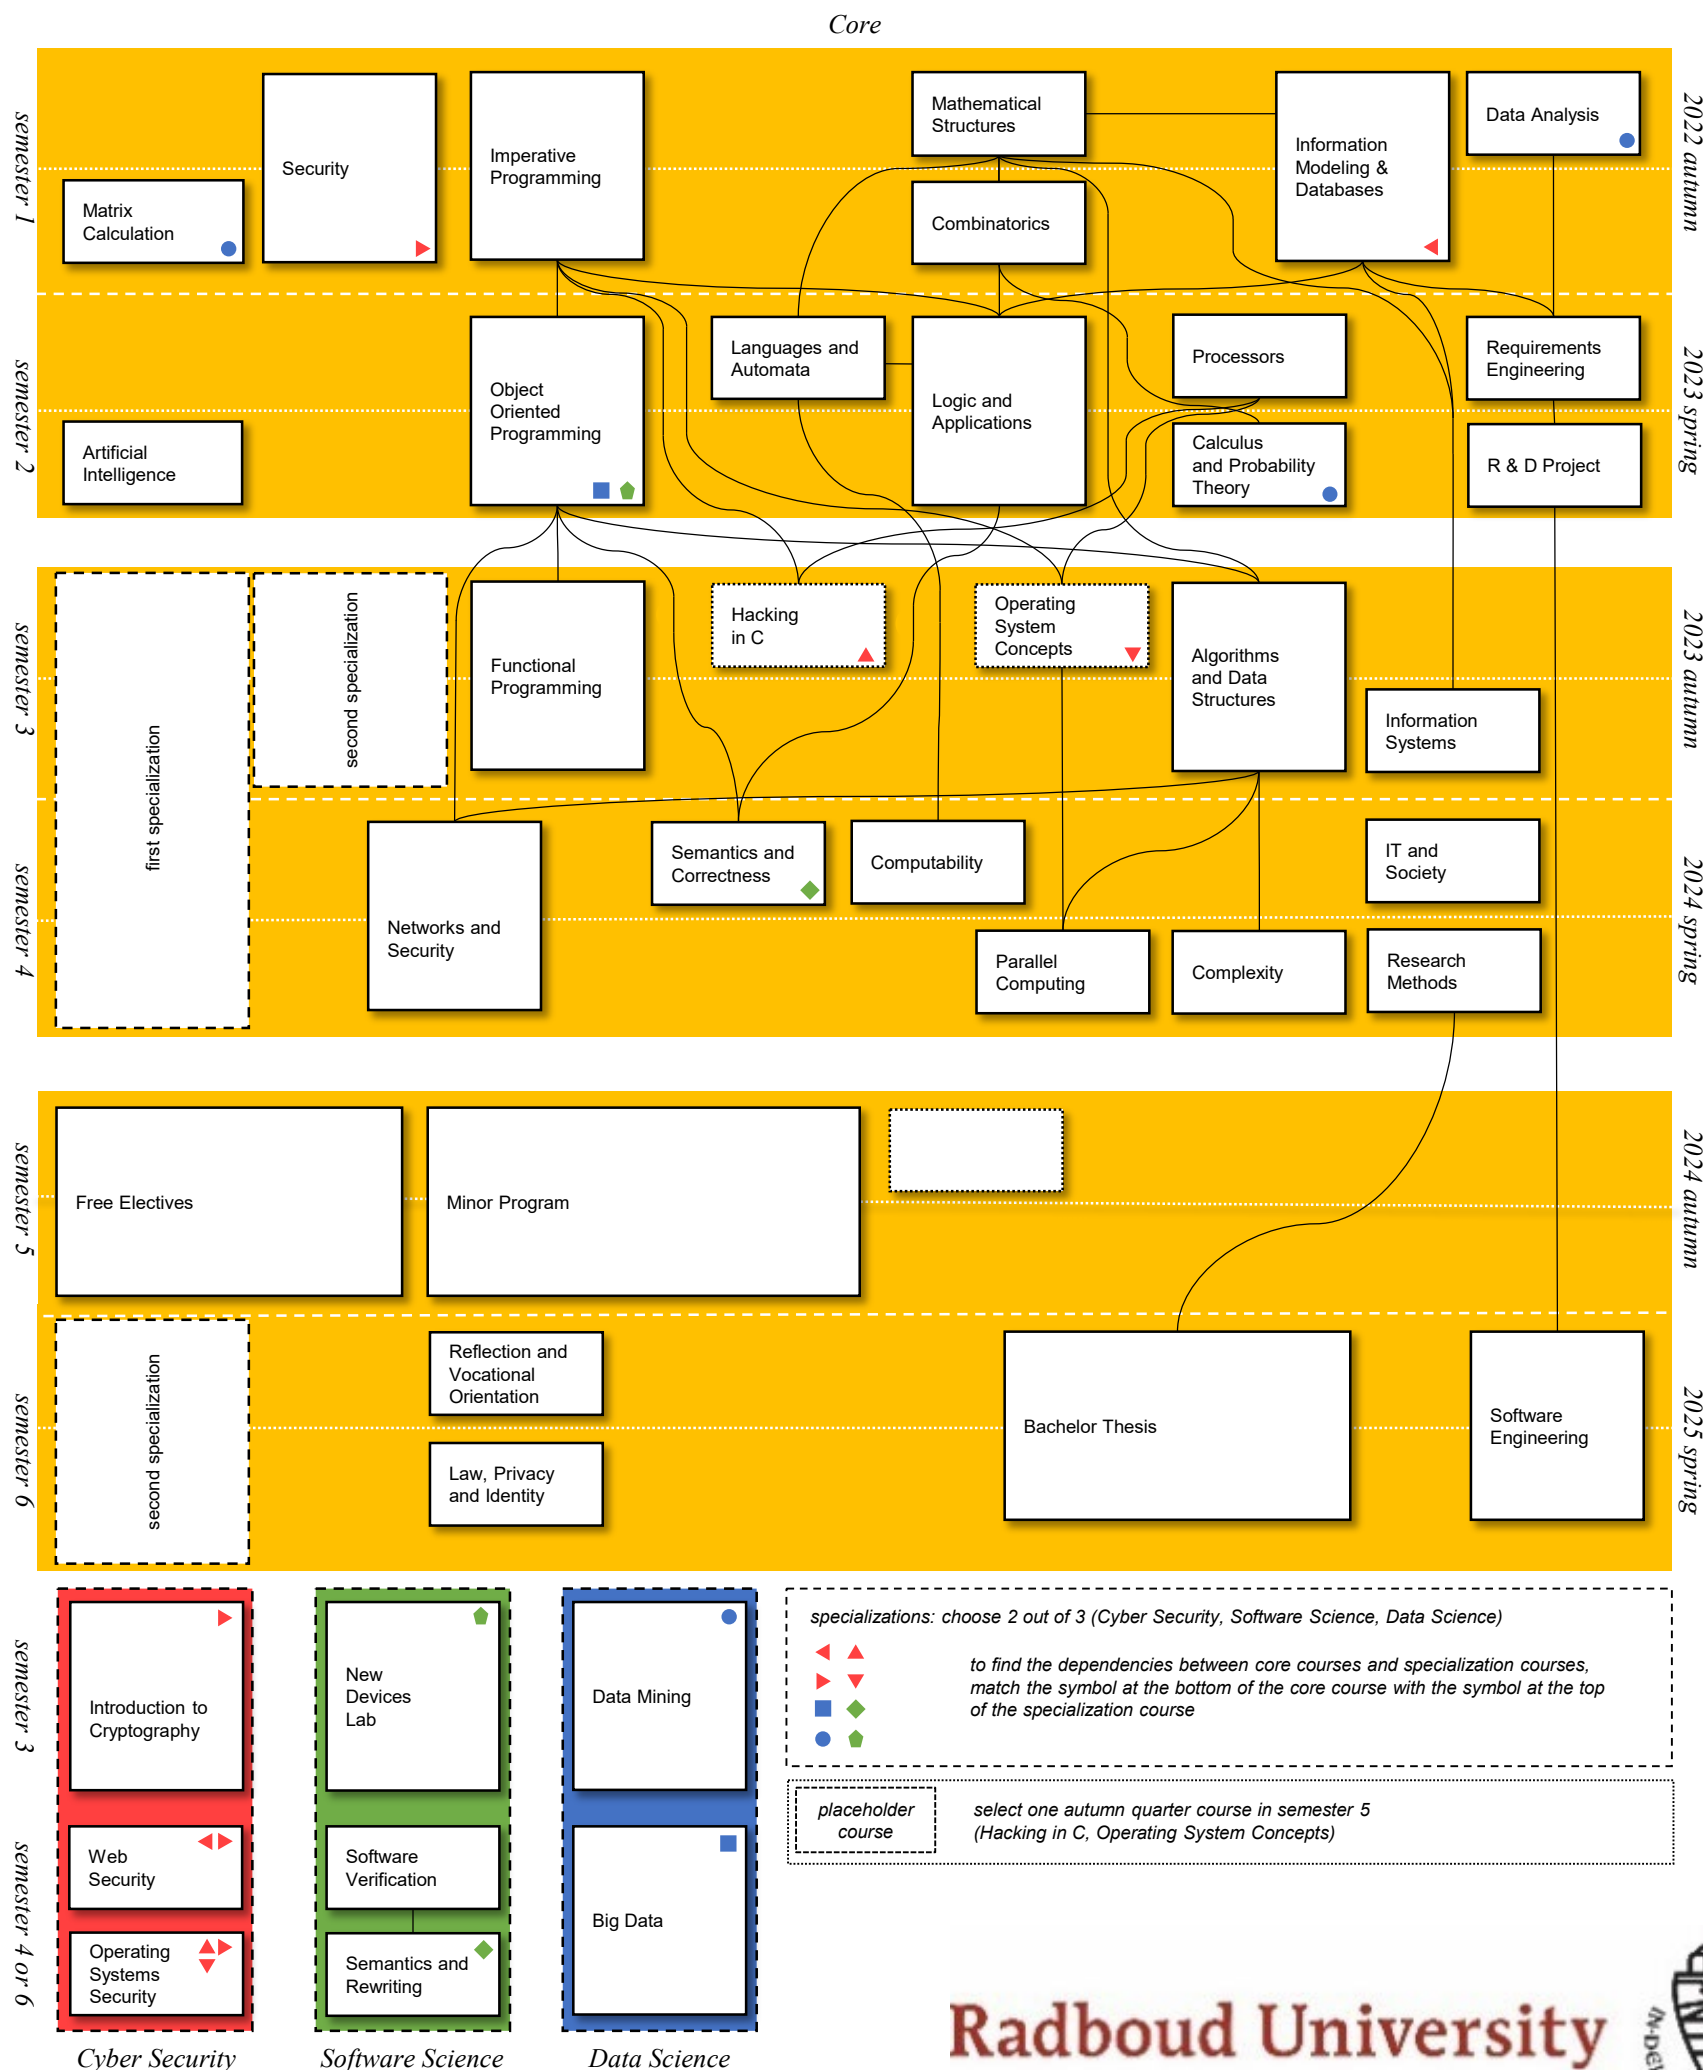 Core
semester 1
2022 autumn
Security
Imperative
Programming
Mathematical
Structures
Information
Modeling &
Databases
Data Analysis
Matrix
Calculation
Combinatorics
semester 2
2023 spring
Object
Oriented
Programming
Languages and
Automata
Logic and
Applications
Processors
Requirements
Engineering
Artificial
Intelligence
Calculus
and Probability
Theory
R & D Project
semester 3
2023 autumn
first specialization
second specialization
Functional
Programming
Hacking
in C
Operating
System
Concepts
Algorithms
and Data
Structures
Information
Systems
semester 4
2024 spring
Networks and
Security
Semantics and
Correctness
Computability
IT and
Society
Parallel
Computing
Complexity
Research
Methods
semester 5
2024 autumn
Free Electives
Minor Program
semester 6
2025 spring
second specialization
Reflection and
Vocational
Orientation
Law, Privacy
and Identity
Bachelor Thesis
Software
Engineering
semester 3
Introduction to
Cryptography
New
Devices
Lab
Data Mining
semester 4 or 6
Web
Security
Operating
Systems
Security
Software
Verification
Semantics and
Rewriting
Big Data
Cyber Security
Software Science
Data Science
specializations: choose 2 out of 3 (Cyber Security, Software Science, Data Science)
to find the dependencies between core courses and specialization courses,
match the symbol at the bottom of the core course with the symbol at the top
of the specialization course
placeholder
course
select one autumn quarter course in semester 5
(Hacking in C, Operating System Concepts)
Radboud University